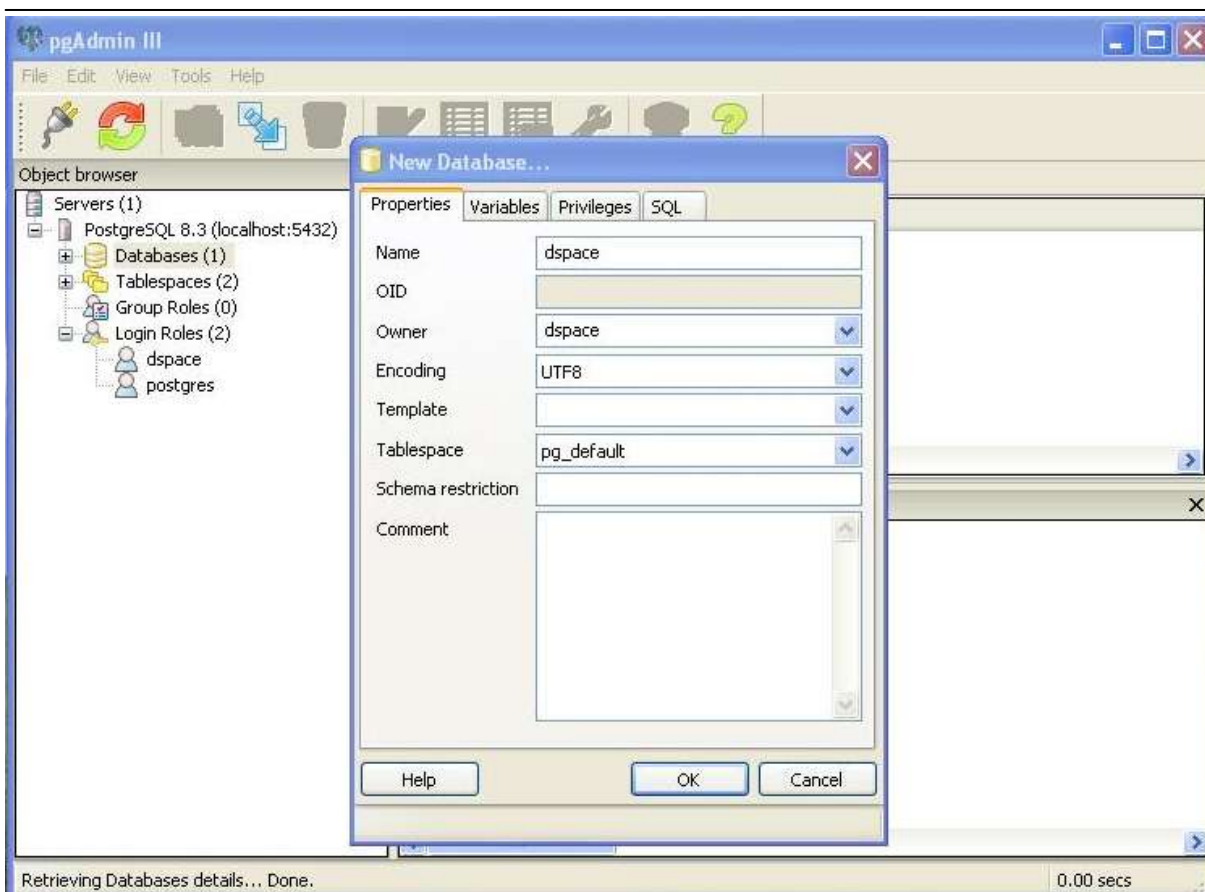 pgAdmin III
File Edit View Tools Help
Object browser
Servers (1)
PostgreSQL 8.3 (localhost:5432)
Databases (1)
Tablespaces (2)
Group Roles (0)
Login Roles (2)
dspace
postgres
New Database...
Properties Variables Privileges SQL
Name dspace
OID
Owner dspace
Encoding UTF8
Template
Tablespace pg_default
Schema restriction
Comment
Help OK Cancel
Retrieving Databases details... Done. 0.00 secs